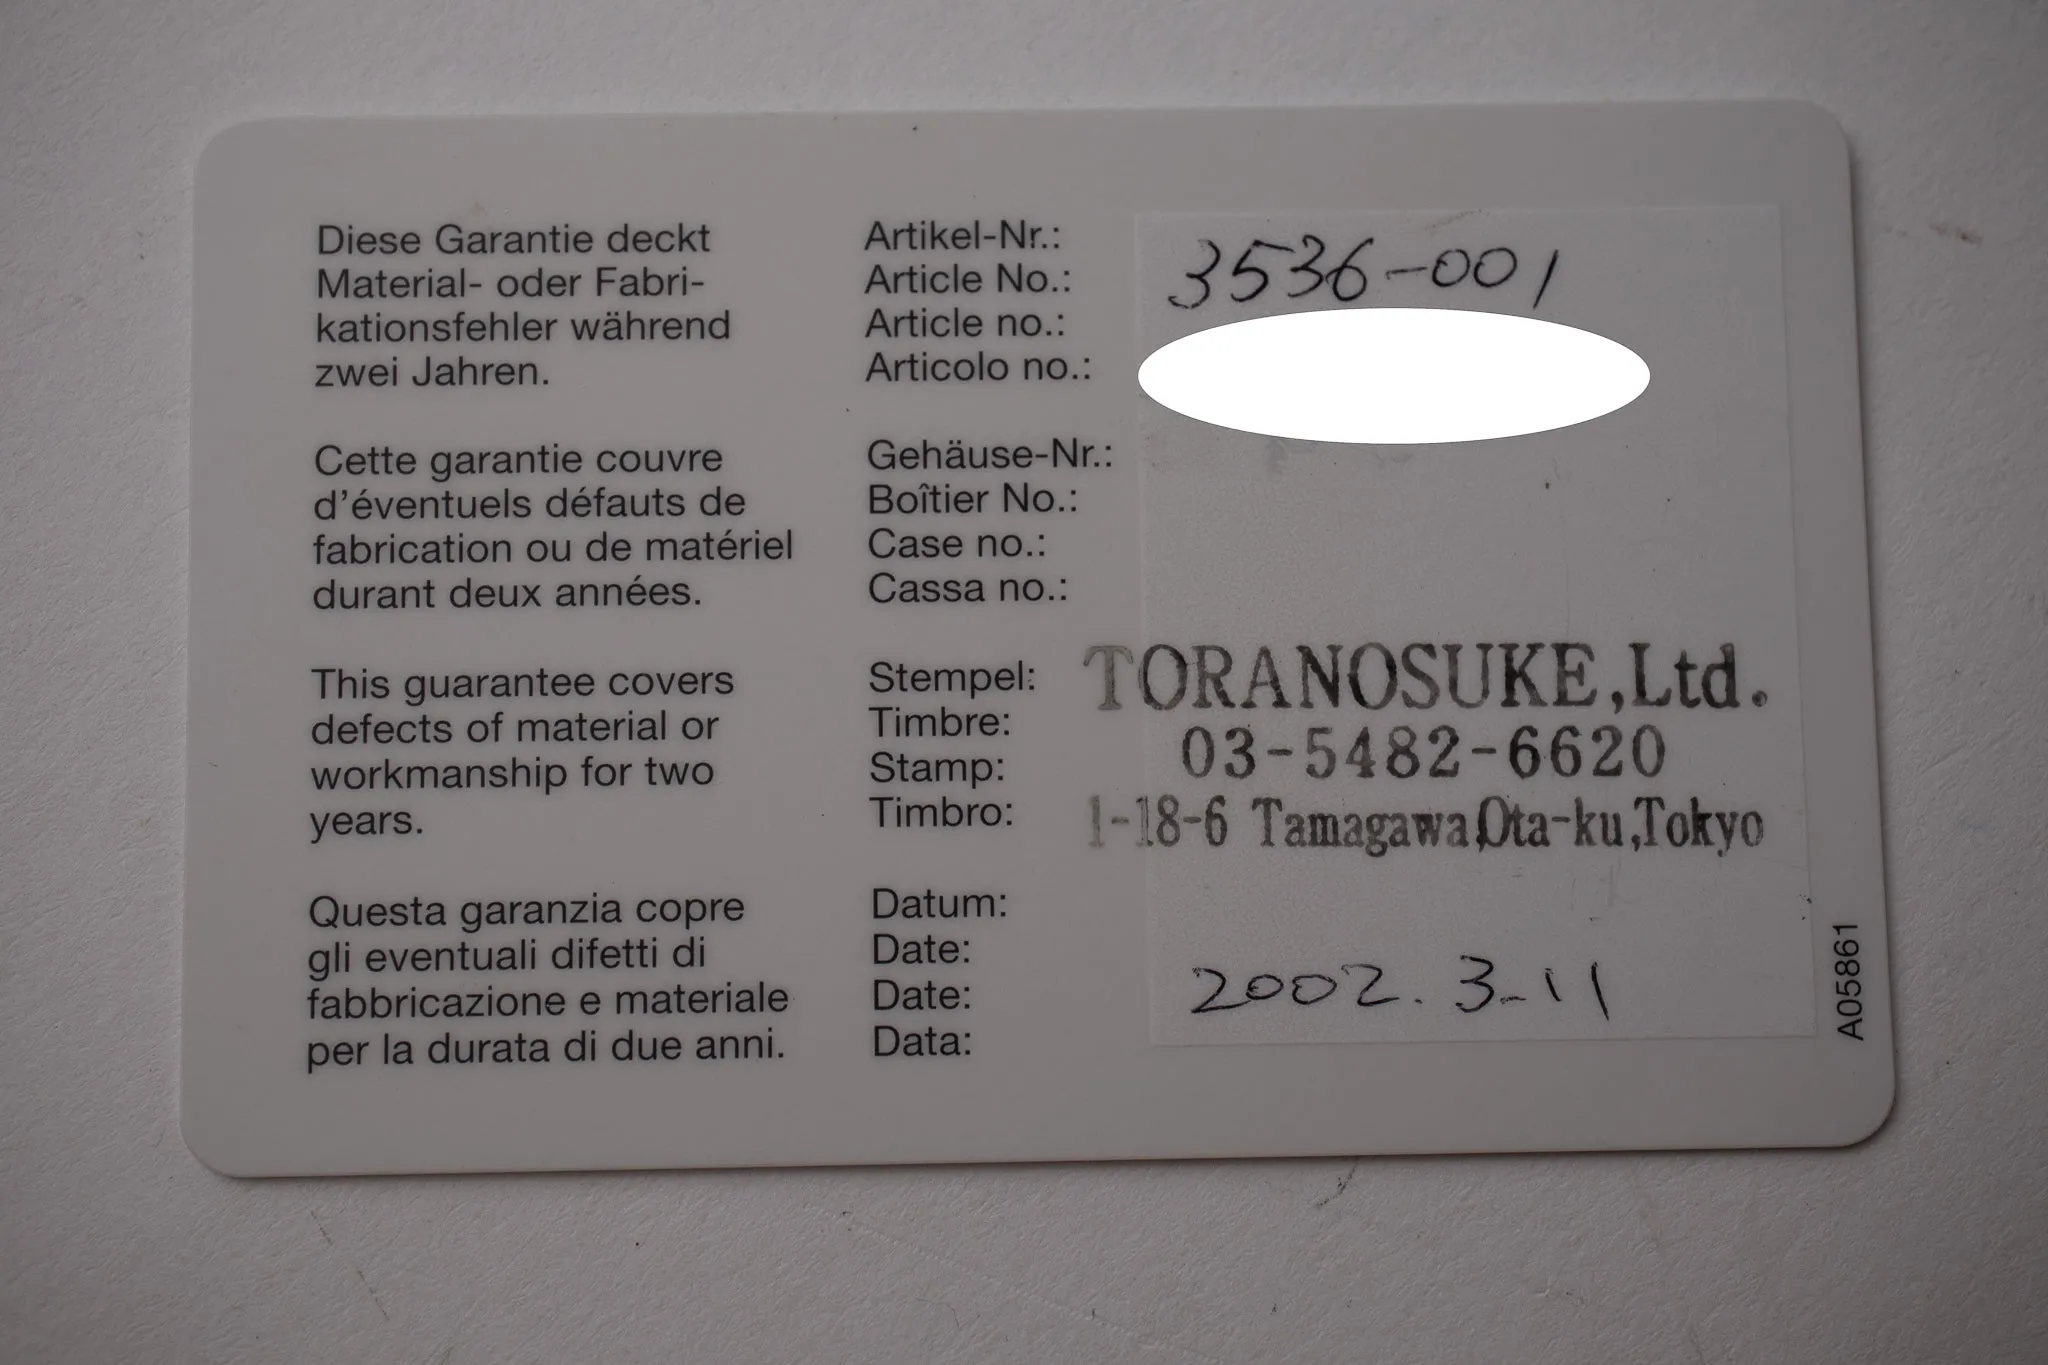 Diese Garantie deckt
Material- oder Fabri-
kationsfehler während
zwei Jahren.
Cette garantie couvre
d'éventuels défauts de
fabrication ou de matériel
durant deux années.
This guarantee covers
defects of material or
workmanship for two
years.
Questa garanzia copre
gli eventuali difetti di
fabbricazione e materiale
per la durata di due anni.
Artikel-Nr.:
Article No.:
Article no.:
Articolo no.:
3536-001
Gehäuse-Nr.:
Boîtier No.:
Case no.:
Cassa no.:
Stempel:
Timbre:
Stamp:
Timbro:
TORANOSUKE,Ltd.
03-5482-6620
1-18-6 Tamagawa,Ota-ku,Tokyo
Datum:
Date:
Date:
Data:
2002.3-11
A05861